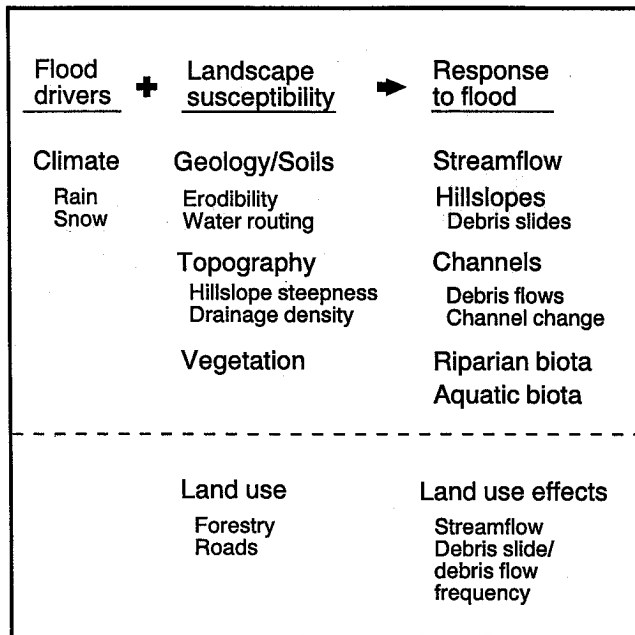 Flood drivers + Landscape susceptibility → Response to flood
Climate
Rain
Snow
Geology/Soils
Erodibility
Water routing
Topography
Hillslope steepness
Drainage density
Vegetation
Streamflow
Hillslopes
Debris slides
Channels
Debris flows
Channel change
Riparian biota
Aquatic biota
Land use
Forestry
Roads
Land use effects
Streamflow
Debris slide/
debris flow
frequency